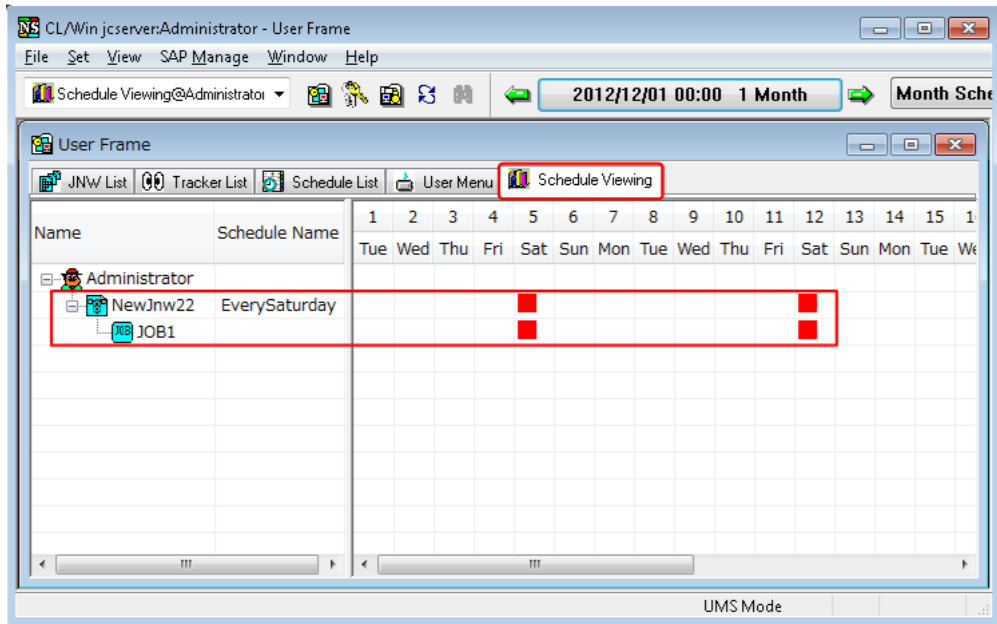 CL/Win jcserver:Administrator - User Frame
File Set View SAP Manage Window Help
Schedule Viewing@Administrator 2012/12/01 00:00 1 Month Month Sche
User Frame
JNW List Tracker List Schedule List User Menu Schedule Viewing
Name Schedule Name 1 2 3 4 5 6 7 8 9 10 11 12 13 14 15 1
Tue Wed Thu Fri Sat Sun Mon Tue Wed Thu Fri Sat Sun Mon Tue We
Administrator
NewJnw22 EverySaturday
JOB JOB1
UMS Mode